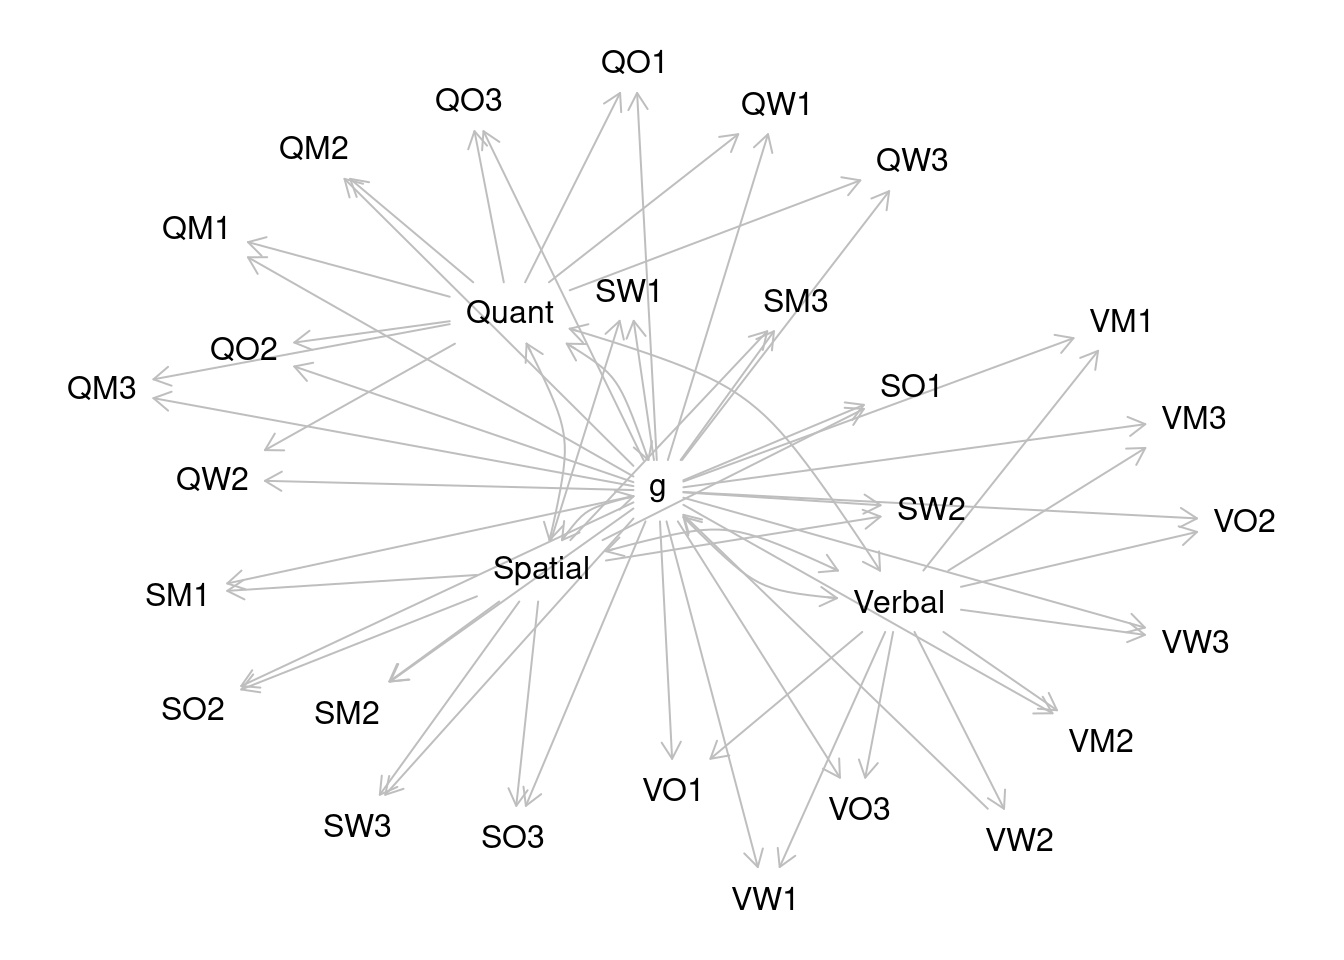 QO1
QO3
QW1
QM2
QW3
QM1
SW1
SM3
Quant
VM1
QO2
QM3
SO1
VM3
QW2
g
SW2
VO2
Spatial
SM1
Verbal
VW3
SO2
SM2
VM2
VO1
VO3
SW3
SO3
VW2
VW1